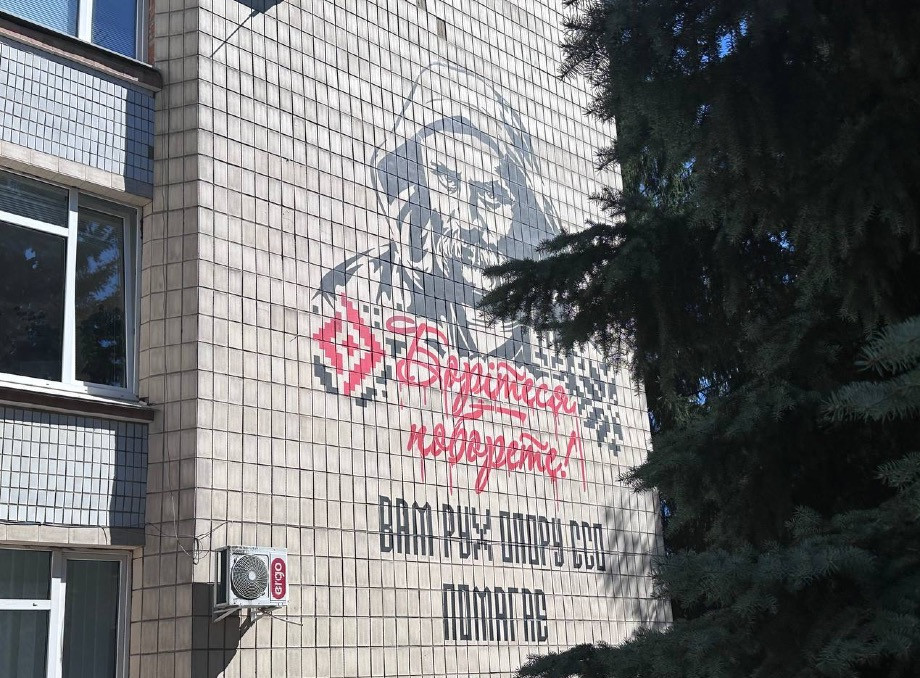 Борітеся
поборете!
ВАМ РУХ ОПОРУ ССО
ПОМАГАЄ
ergo